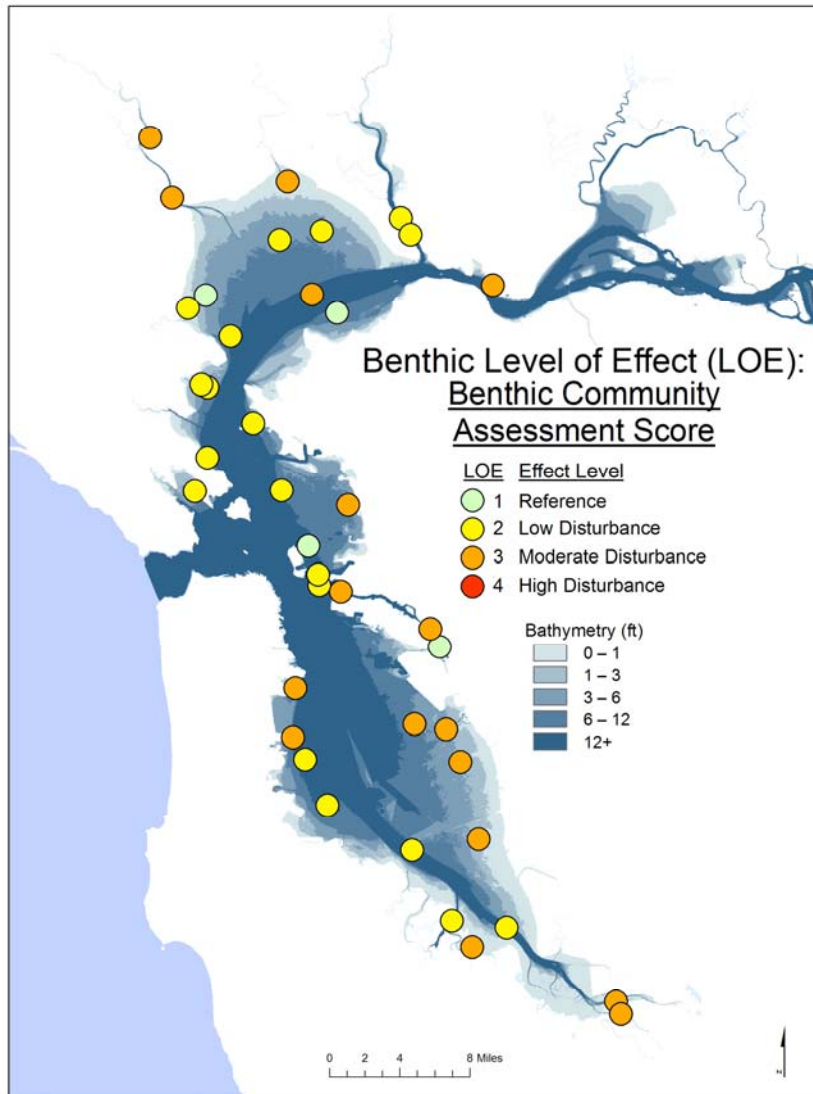 Benthic Level of Effect (LOE):
Benthic Community
Assessment Score
LOE Effect Level
1 Reference
2 Low Disturbance
3 Moderate Disturbance
4 High Disturbance
Bathymetry (ft)
0 – 1
1 – 3
3 – 6
6 – 12
12+
0 2 4 8 Miles
N